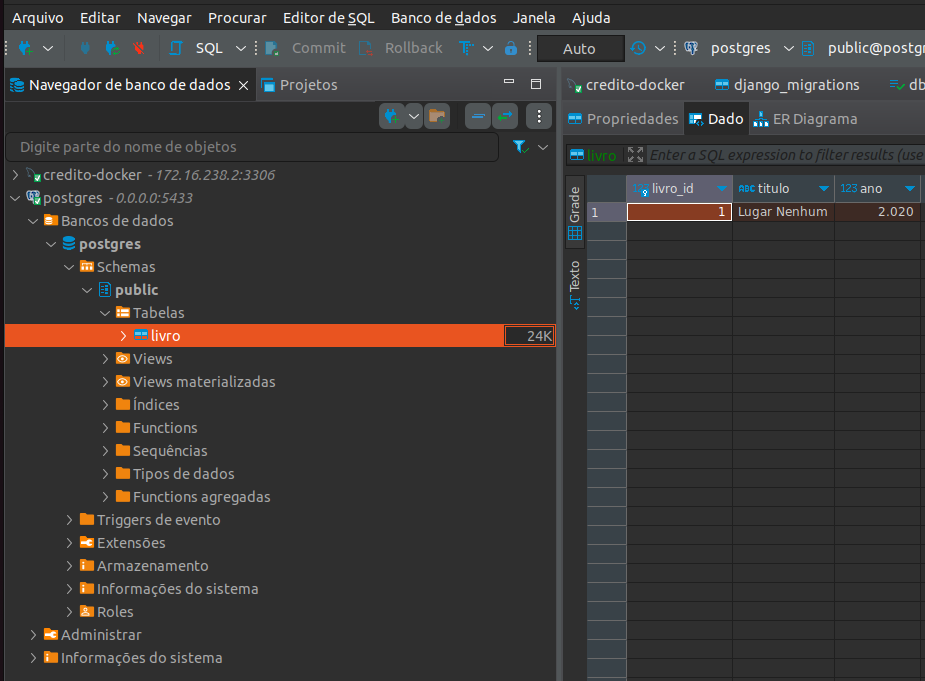 Arquivo Editar Navegar Procurar Editor de SQL Banco de dados Janela Ajuda
SQL Commit Rollback Auto postgres public@postgr
Navegador de banco de dados Projetos
credito-docker django_migrations db
Propriedades Dado ER Diagrama
Digite parte do nome de objetos
livro Enter a SQL expression to filter results (use
credito-docker - 172.16.238.2:3306
postgres - 0.0.0.0:5433
Bancos de dados
postgres
Schemas
public
Tabelas
livro 24K
Views
Views materializadas
Índices
Functions
Sequências
Tipos de dados
Functions agregadas
Triggers de evento
Extensões
Armazenamento
Informações do sistema
Roles
Administrar
Informações do sistema
Grade
Texto
123 livro_id ABC titulo 123 ano
1 1 Lugar Nenhum 2.020